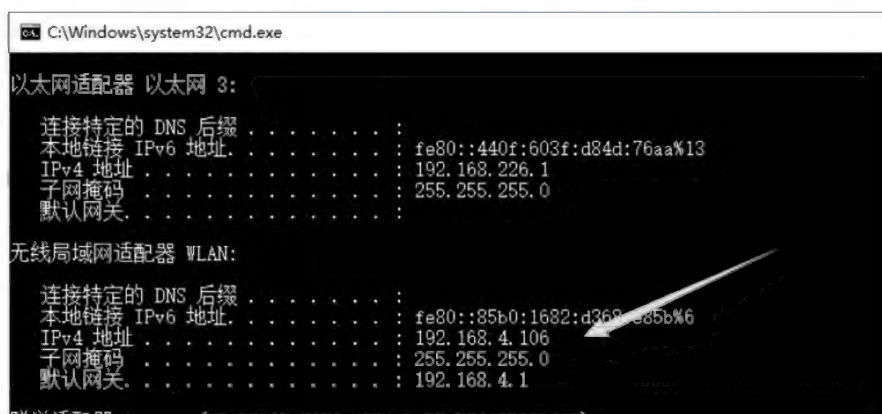 C:\Windows\system32\cmd.exe
以太网适配器 以太网 3:
连接特定的 DNS 后缀 . . . . . . . :
本地链接 IPv6 地址. . . . . . . . : fe80::440f:603f:d84d:76aa%13
IPv4 地址 . . . . . . . . . . . . : 192.168.226.1
子网掩码 . . . . . . . . . . . . : 255.255.255.0
默认网关. . . . . . . . . . . . . :
无线局域网适配器 WLAN:
连接特定的 DNS 后缀 . . . . . . . :
本地链接 IPv6 地址. . . . . . . . :
IPv4 地址 . . . . . . . . . . . . : 192.168.4.106
子网掩码 . . . . . . . . . . . . : 255.255.255.0
默认网关. . . . . . . . . . . . . : 192.168.4.1